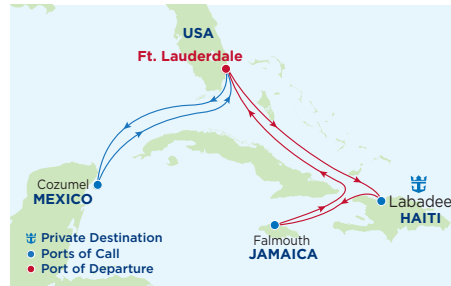 USA
Ft. Lauderdale
Cozumel
MEXICO
Labadee
HAITI
Falmouth
JAMAICA
Private Destination
Ports of Call
Port of Departure